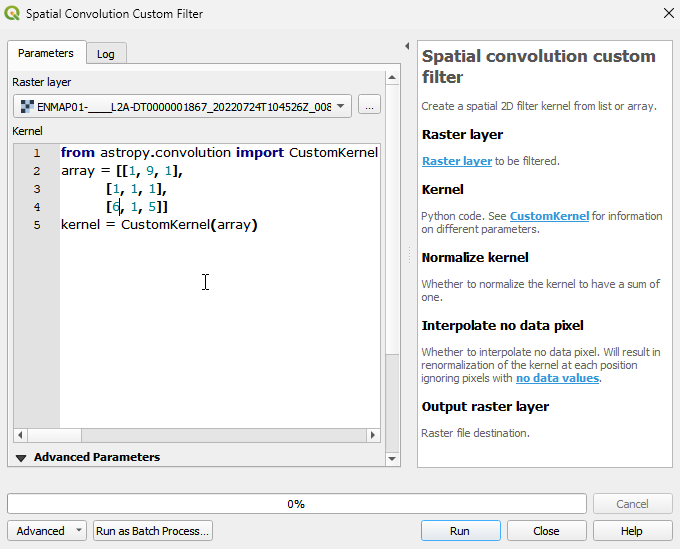 Spatial Convolution Custom Filter
Parameters
Log
Raster layer
ENMAP01-____L2A-DT0000001867_20220724T104526Z_008
...
Kernel
1 from astropy.convolution import CustomKernel
2 array = [[1, 9, 1],
3 [1, 1, 1],
4 [6, 1, 5]]
5 kernel = CustomKernel(array)
Advanced Parameters
Spatial convolution custom
filter
Create a spatial 2D filter kernel from list or array.
Raster layer
Raster layer to be filtered.
Kernel
Python code. See CustomKernel for information
on different parameters.
Normalize kernel
Whether to normalize the kernel to have a sum of
one.
Interpolate no data pixel
Whether to interpolate no data pixel. Will result in
renormalization of the kernel at each position
ignoring pixels with no data values.
Output raster layer
Raster file destination.
0%
Cancel
Advanced
Run as Batch Process...
Run
Close
Help